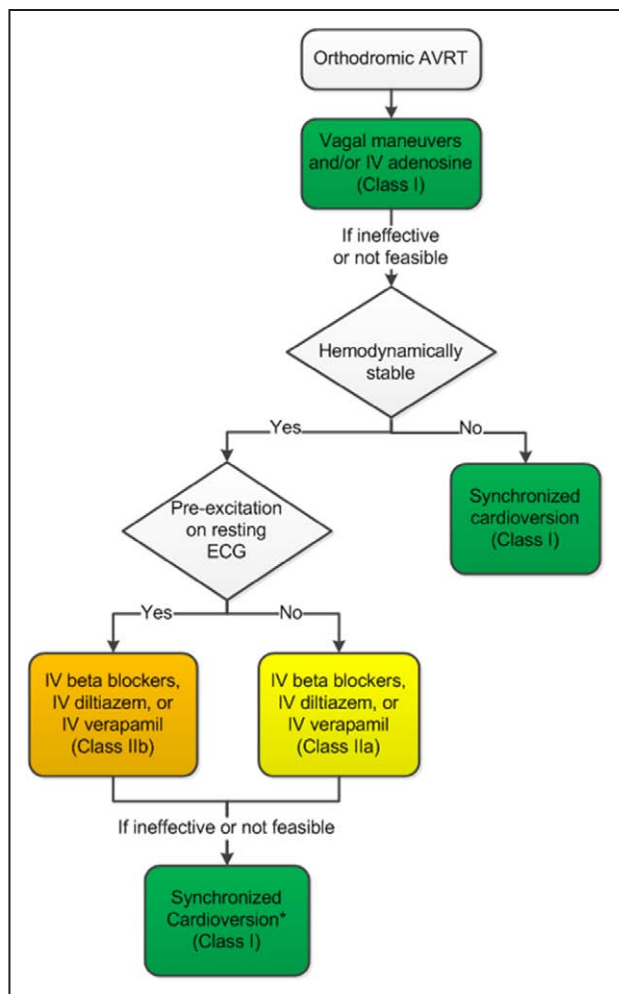 Orthodromic AVRT
Vagal maneuvers
and/or IV adenosine
(Class I)
If ineffective
or not feasible
Hemodynamically
stable
Yes
No
Pre-excitation
on resting
ECG
Synchronized
cardioversion
(Class I)
Yes
No
IV beta blockers,
IV diltiazem, or
IV verapamil
(Class IIb)
IV beta blockers,
IV diltiazem, or
IV verapamil
(Class IIa)
If ineffective or not feasible
Synchronized
Cardioversion*
(Class I)